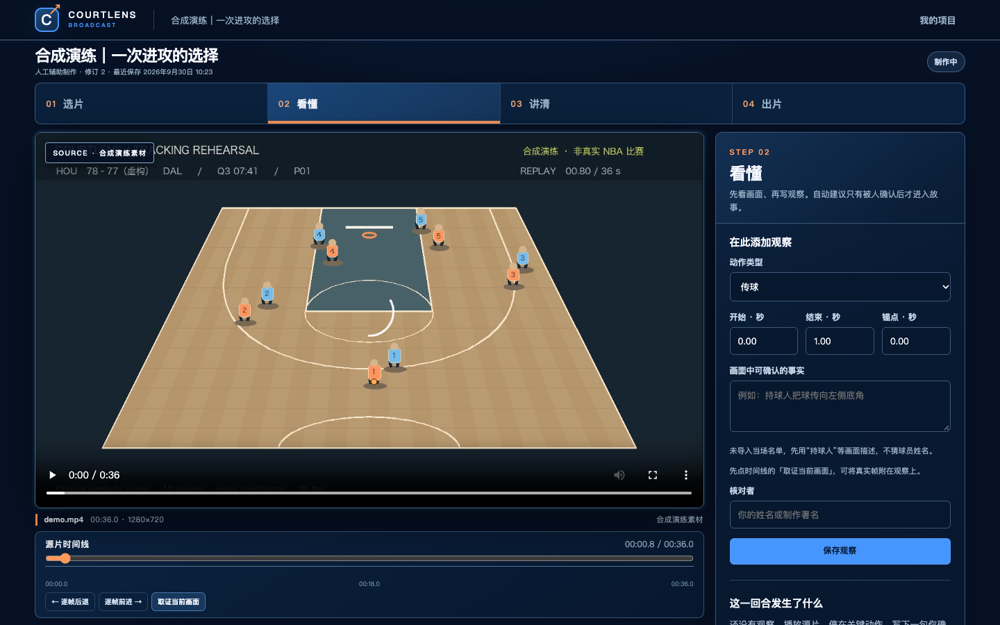 C COURTLENS
BROADCAST
合成演练 | 一次进攻的选择
我的项目
合成演练 | 一次进攻的选择
人工辅助制作 · 修订 2 · 最近保存 2026年9月30日 10:23
制作中
01 选片
02 看懂
03 讲清
04 出片
SOURCE · 合成演练素材
ACKING REHEARSAL
合成演练 · 非真实 NBA 比赛
HOU 78 - 77（虚构） DAL / Q3 07:41 / P01
REPLAY 00.80 / 36 s
5
4
5
4
3
3
2
2
1
1
0:00 / 0:36
Original synthetic scene · 10 players · video coordinates · 25 fps
demo.mp4 00:36.0 · 1280×720
合成演练素材
源片时间线
00:00.8 / 00:36.0
00:00.0
00:18.0
00:36.0
← 逐帧后退
逐帧前进 →
取证当前画面
STEP 02
看懂
先看画面、再写观察。自动建议只有被人确认后才进入故
事。
在此添加观察
动作类型
传球
开始 · 秒
结束 · 秒
锚点 · 秒
0.00
1.00
0.00
画面中可确认的事实
例如：持球人把球传向左侧底角
未导入当场名单，先用“持球人”等画面描述，不猜球员姓名。
先点时间线的「取证当前画面」，可将真实帧附在观察上。
核对者
你的姓名或制作署名
保存观察
这一回合发生了什么
还没有观察。播放源片，停在关键动作，写下一句你确